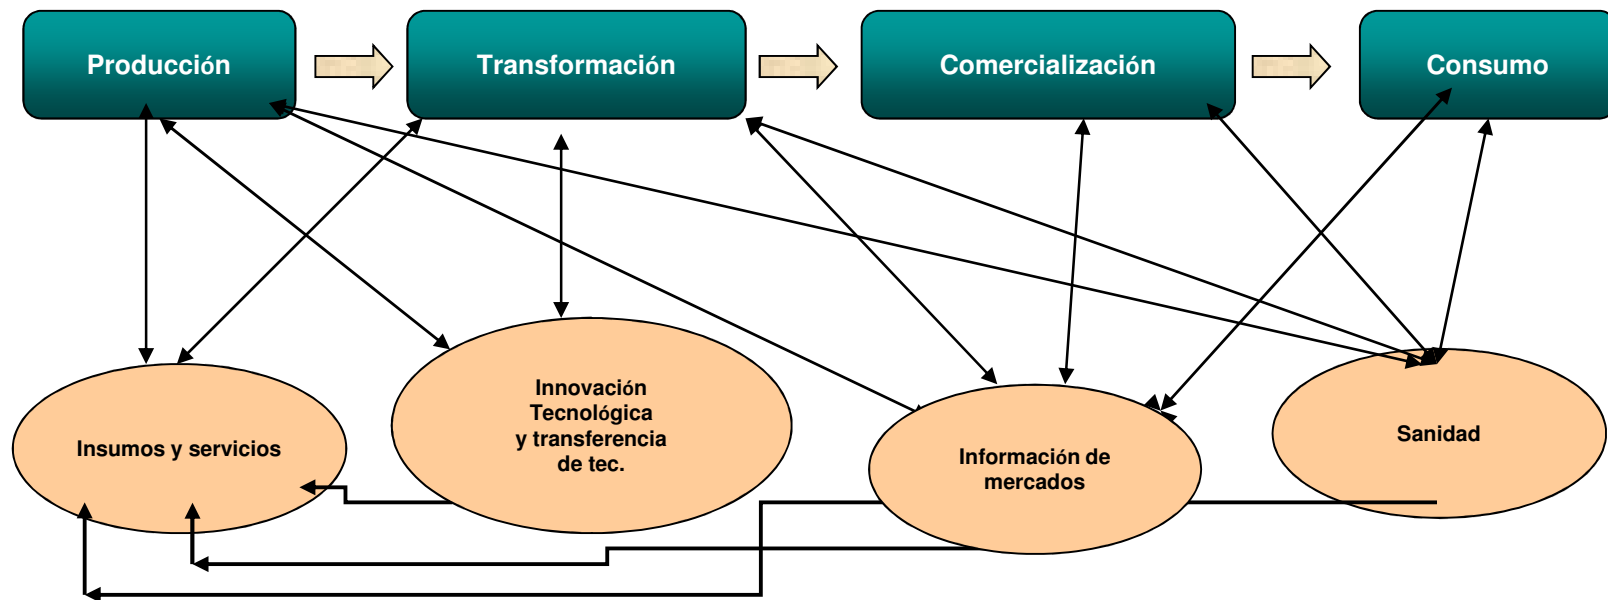 Producción
Transformación
Comercialización
Consumo
Innovación
Tecnológica
y transferencia
de tec.
Insumos y servicios
Información de
mercados
Sanidad